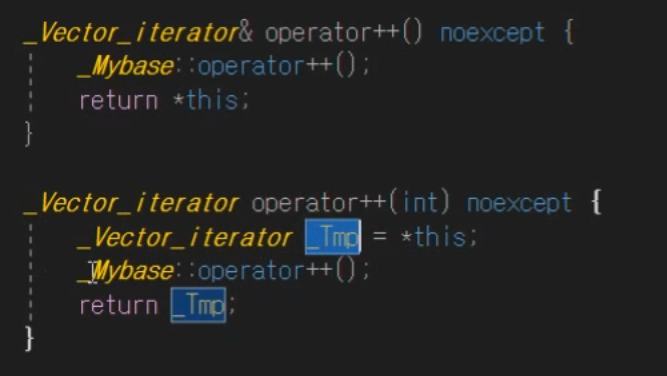 _Vector_iterator& operator++() noexcept {
_Mybase::operator++();
return *this;
}
_Vector_iterator operator++(int) noexcept {
_Vector_iterator _Tmp = *this;
_Mybase::operator++();
return _Tmp;
}